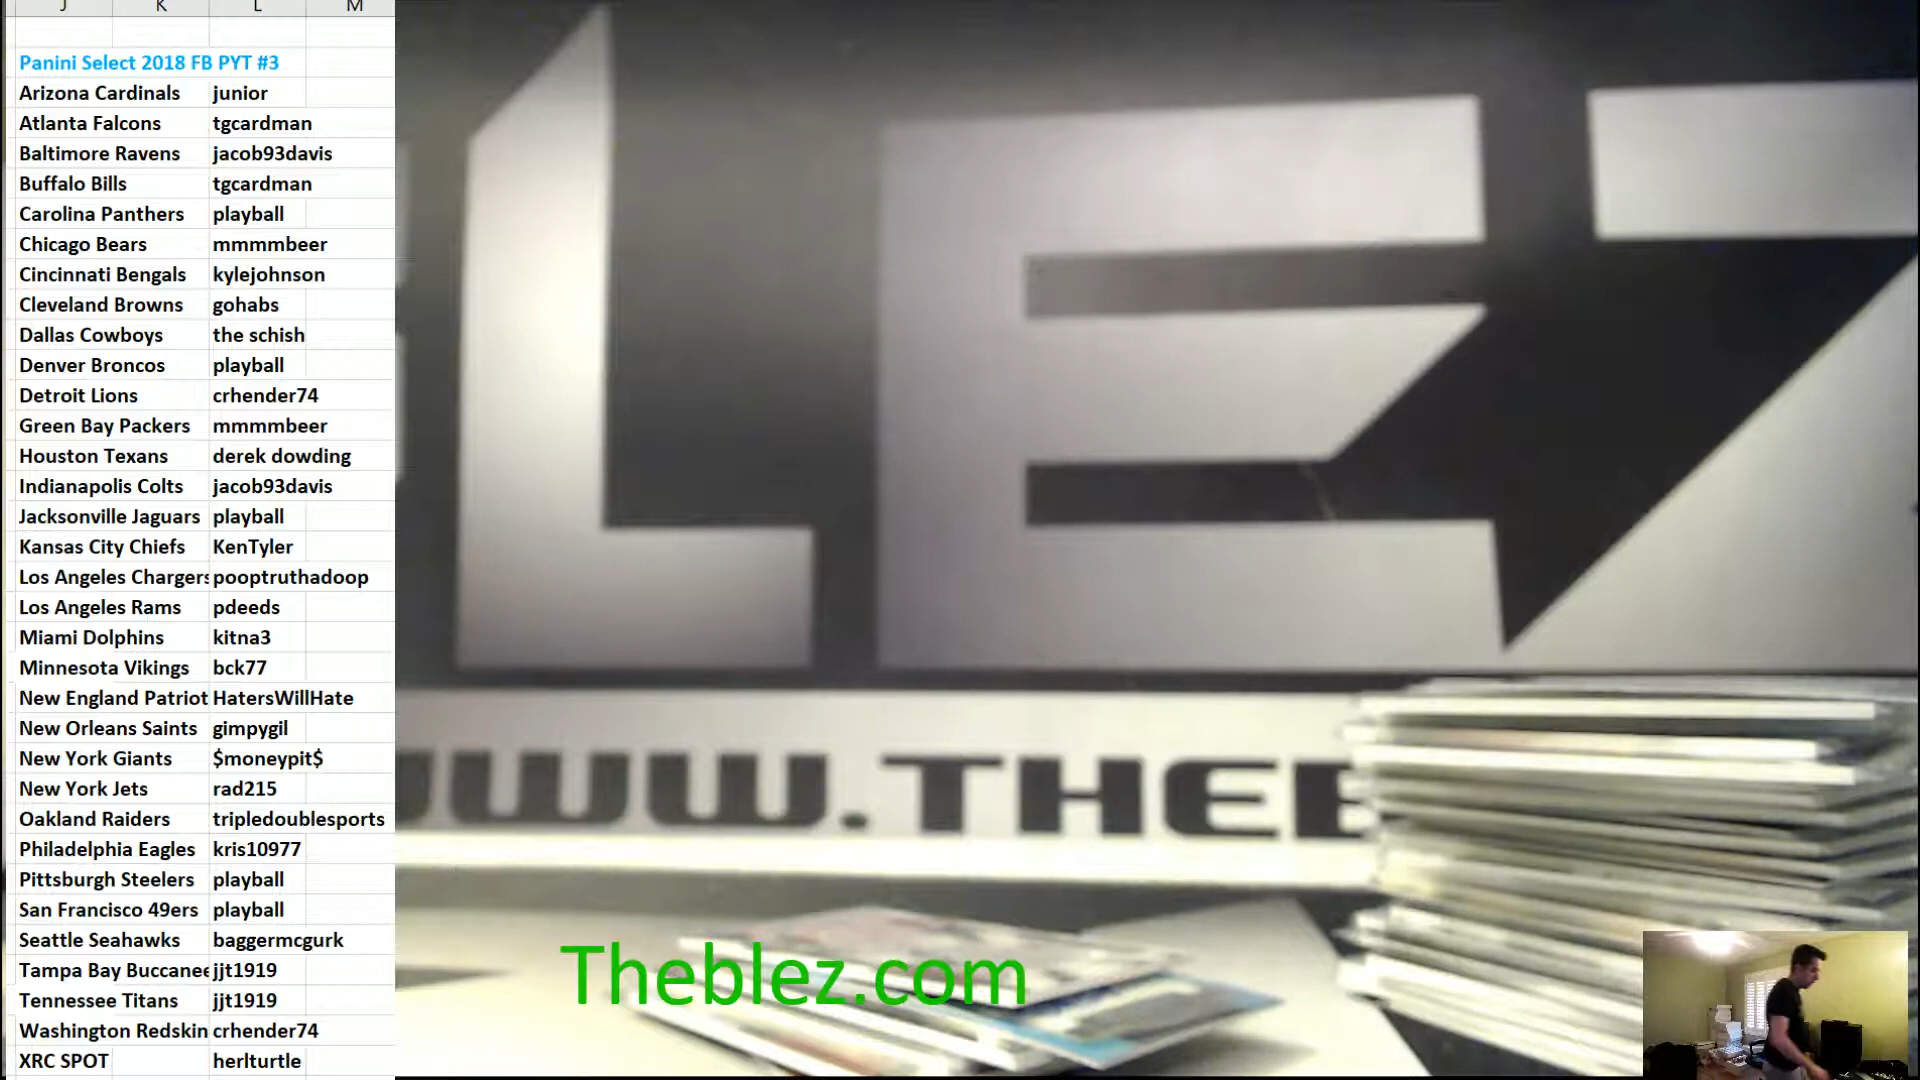 J K L M
Panini Select 2018 FB PYT #3
Arizona Cardinals junior
Atlanta Falcons tgcardman
Baltimore Ravens jacob93davis
Buffalo Bills tgcardman
Carolina Panthers playball
Chicago Bears mmmmbeer
Cincinnati Bengals kylejohnson
Cleveland Browns gohabs
Dallas Cowboys the schish
Denver Broncos playball
Detroit Lions crhender74
Green Bay Packers mmmmbeer
Houston Texans derek dowding
Indianapolis Colts jacob93davis
Jacksonville Jaguars playball
Kansas City Chiefs KenTyler
Los Angeles Chargers pooptruthadoop
Los Angeles Rams pdeeds
Miami Dolphins kitna3
Minnesota Vikings bck77
New England Patriot HatersWillHate
New Orleans Saints gimpygil
New York Giants $moneypit$
New York Jets rad215
Oakland Raiders tripledoublesports
Philadelphia Eagles kris10977
Pittsburgh Steelers playball
San Francisco 49ers playball
Seattle Seahawks baggermcgurk
Tampa Bay Buccanee jjt1919
Tennessee Titans jjt1919
Washington Redskin crhender74
XRC SPOT herlturtle
LEZ
WWW.THEB
Theblez.com